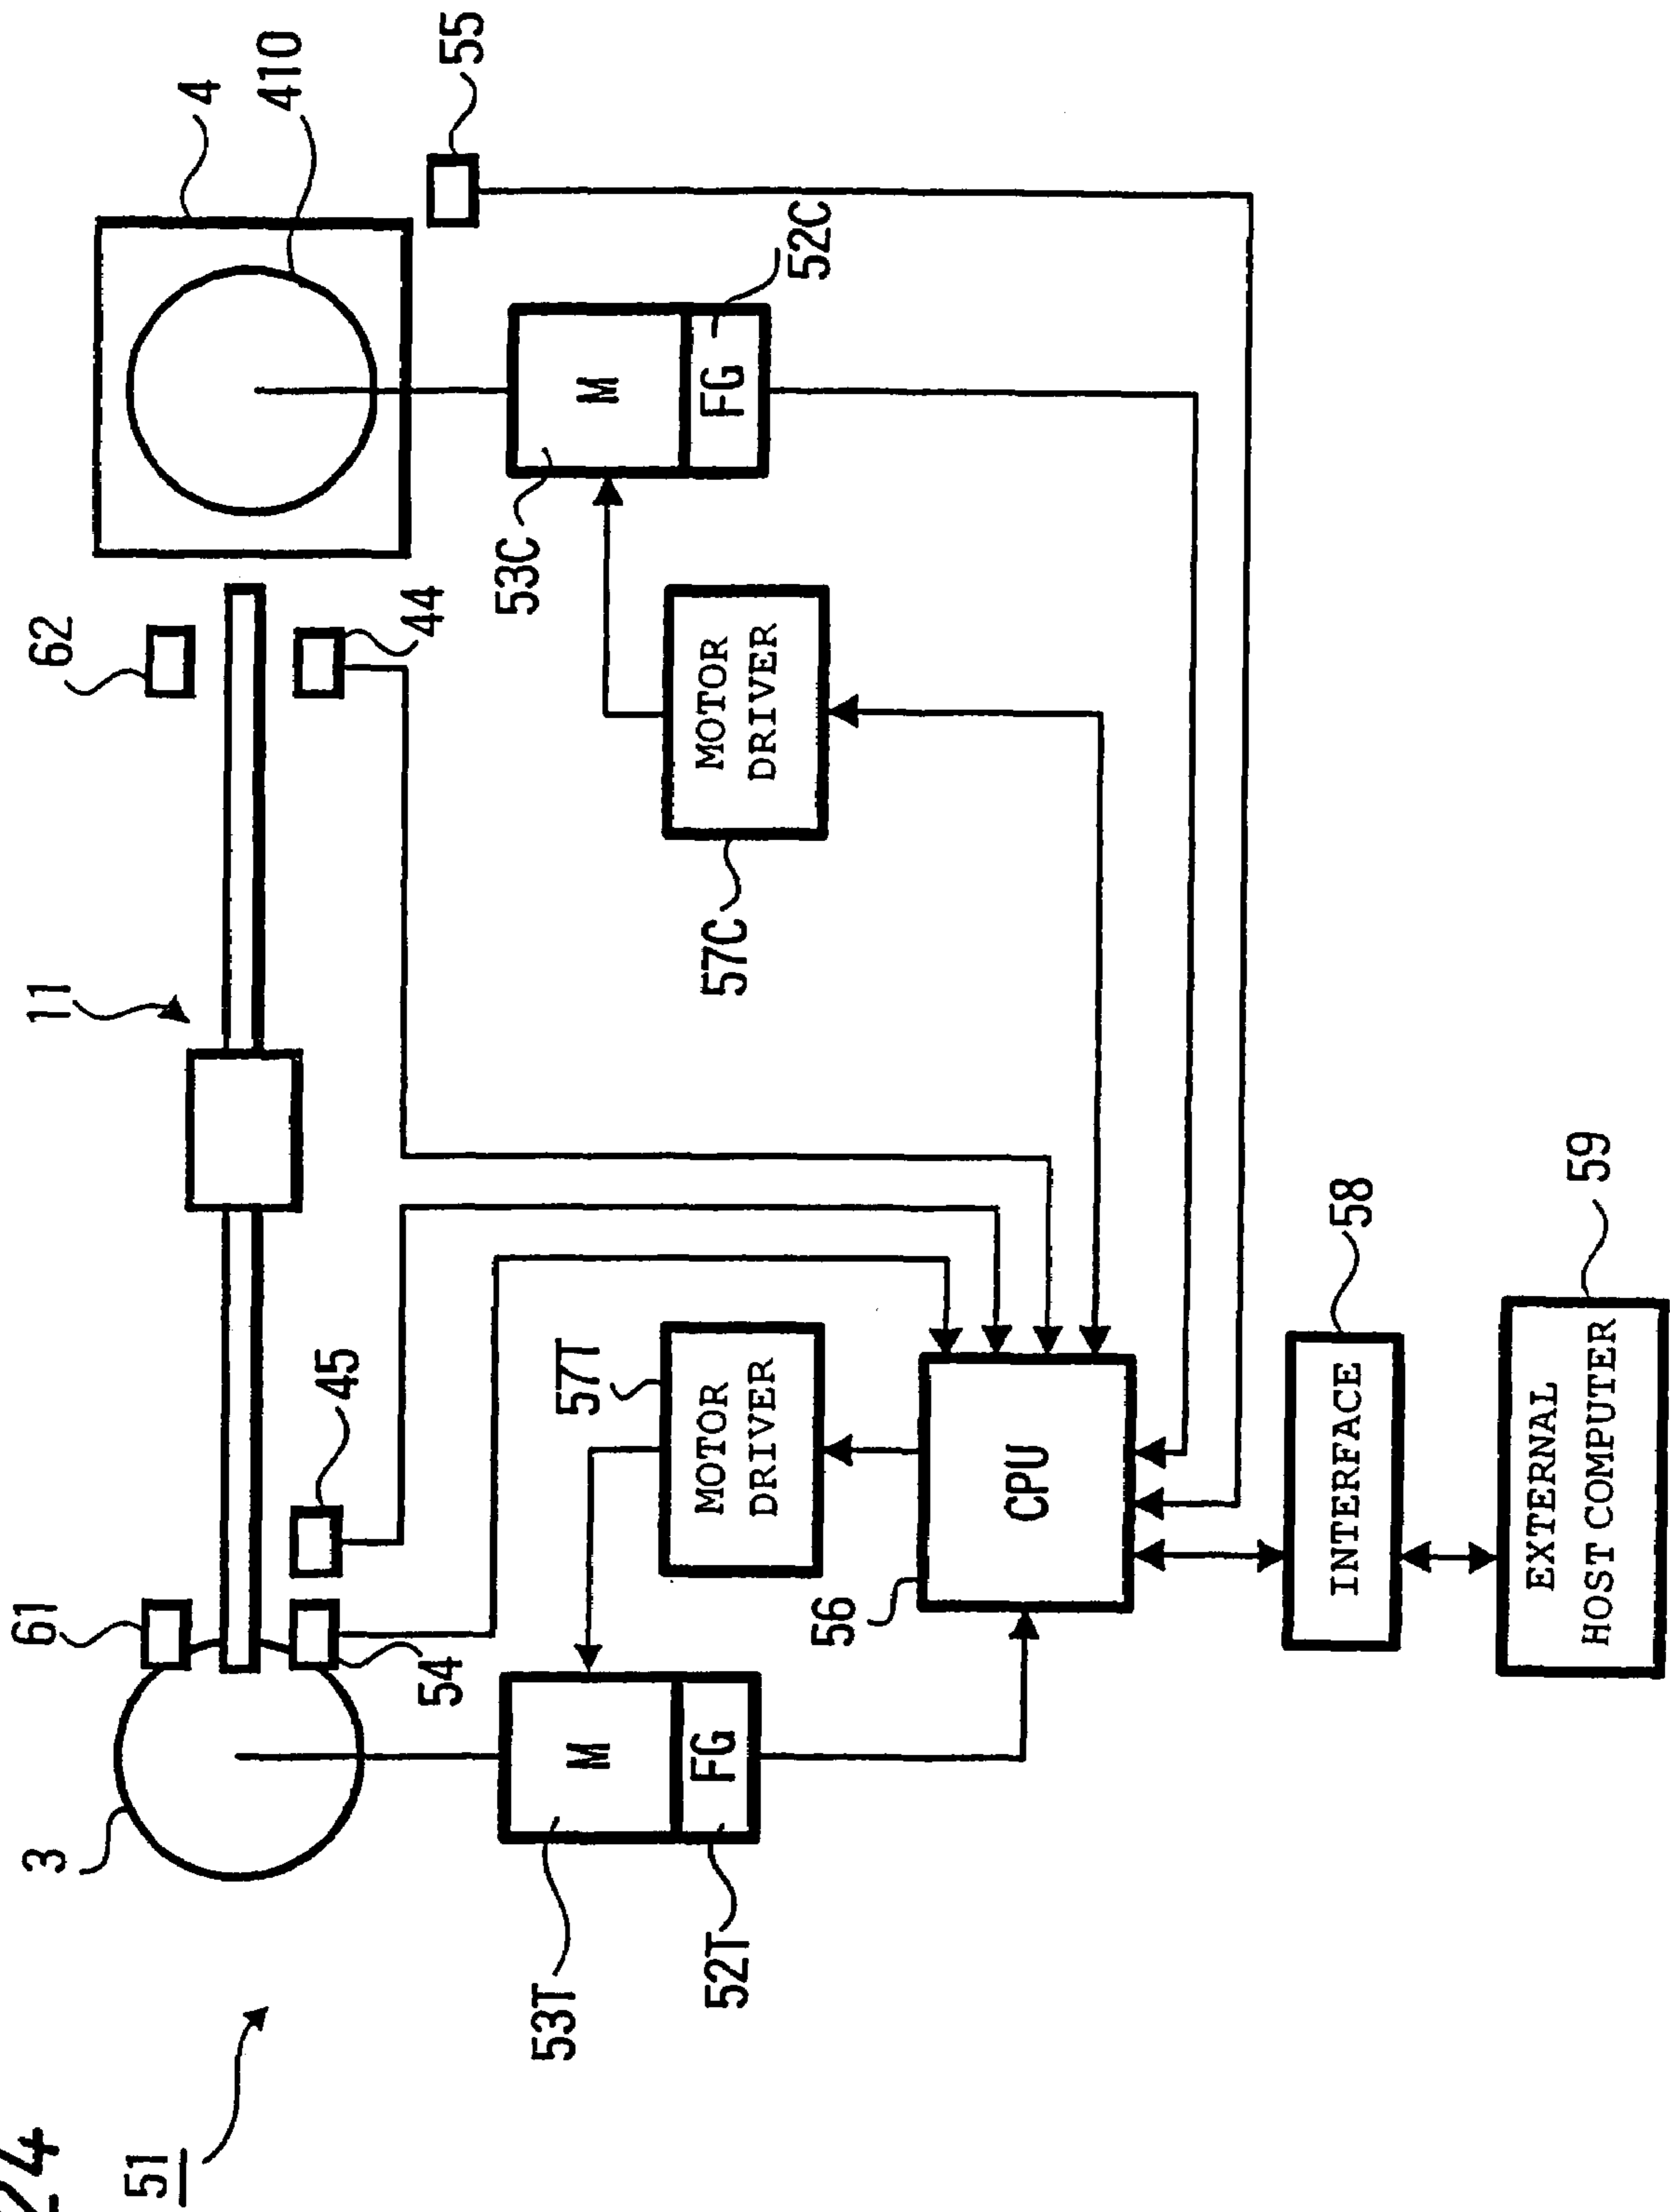 24
51
3
61
11
62
4
410
55
54
45
44
53T
M
FG
52T
57T
MOTOR
DRIVER
57C
MOTOR
DRIVER
53C
M
FG
52C
56
CPU
58
INTERFACE
59
EXTERNAL
HOST COMPUTER